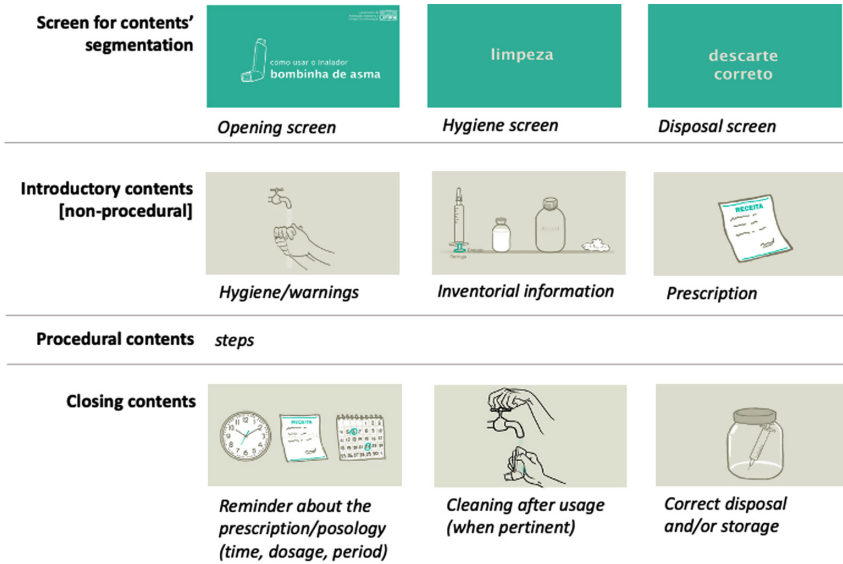 Screen for contents'
segmentation
como usar o inalador
bombinha de asma
limpeza
descarte
correto
Opening screen
Hygiene screen
Disposal screen
Introductory contents
[non-procedural]
RECEITA
Hygiene/warnings
Inventorial information
Prescription
Procedural contents
steps
Closing contents
RECEITA
Reminder about the
prescription/posology
(time, dosage, period)
Cleaning after usage
(when pertinent)
Correct disposal
and/or storage